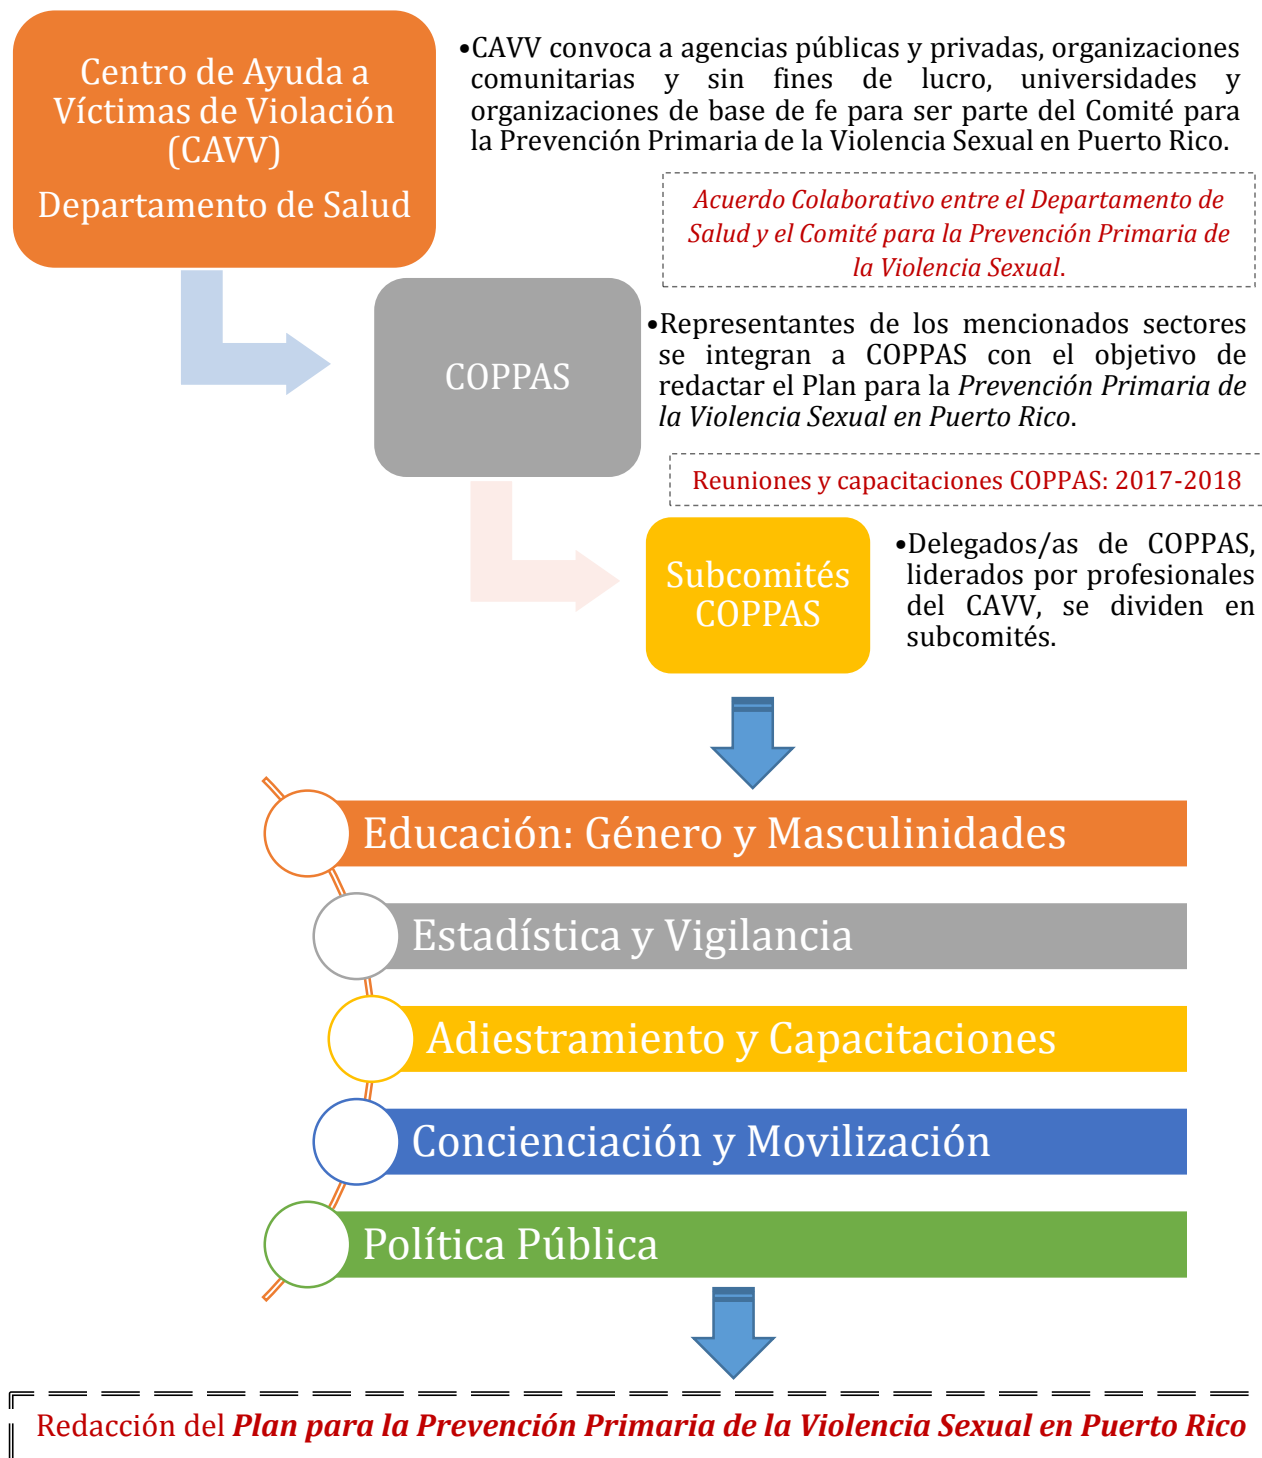 Centro de Ayuda a
Víctimas de Violación
(CAVV)
Departamento de Salud
•CAVV convoca a agencias públicas y privadas, organizaciones
comunitarias y sin fines de lucro, universidades y
organizaciones de base de fe para ser parte del Comité para
la Prevención Primaria de la Violencia Sexual en Puerto Rico.
Acuerdo Colaborativo entre el Departamento de
Salud y el Comité para la Prevención Primaria de
la Violencia Sexual.
COPPAS
•Representantes de los mencionados sectores
se integran a COPPAS con el objetivo de
redactar el Plan para la Prevención Primaria de
la Violencia Sexual en Puerto Rico.
Reuniones y capacitaciones COPPAS: 2017-2018
Subcomités
COPPAS
•Delegados/as de COPPAS,
liderados por profesionales
del CAVV, se dividen en
subcomités.
Educación: Género y Masculinidades
Estadística y Vigilancia
Adiestramiento y Capacitaciones
Concienciación y Movilización
Política Pública
Redacción del Plan para la Prevención Primaria de la Violencia Sexual en Puerto Rico